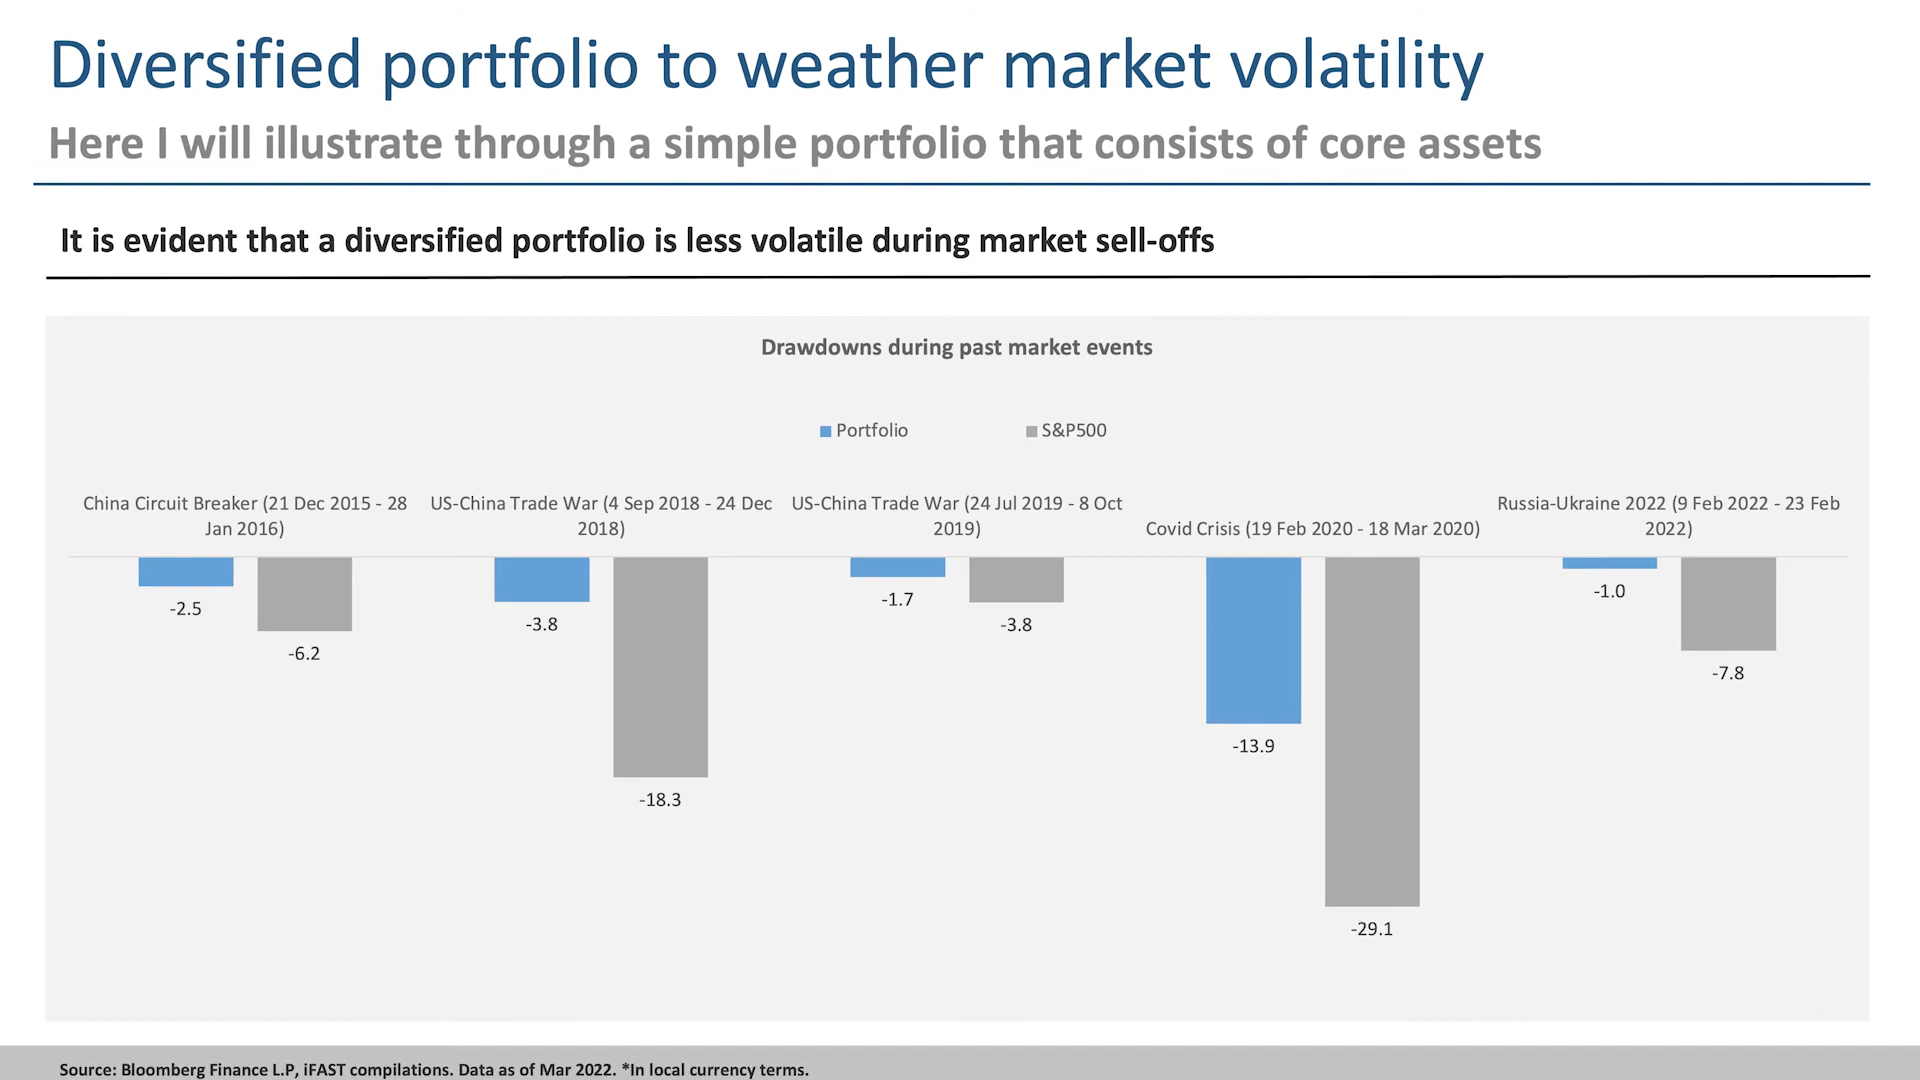 Diversified portfolio to weather market volatility
Here I will illustrate through a simple portfolio that consists of core assets
It is evident that a diversified portfolio is less volatile during market sell-offs
Drawdowns during past market events
Portfolio
S&P500
China Circuit Breaker (21 Dec 2015 - 28
Jan 2016)
US-China Trade War (4 Sep 2018 - 24 Dec
2018)
US-China Trade War (24 Jul 2019 - 8 Oct
2019)
Covid Crisis (19 Feb 2020 - 18 Mar 2020)
Russia-Ukraine 2022 (9 Feb 2022 - 23 Feb
2022)
-2.5
-6.2
-3.8
-18.3
-1.7
-3.8
-13.9
-29.1
-1.0
-7.8
Source: Bloomberg Finance L.P, iFAST compilations. Data as of Mar 2022. *In local currency terms.